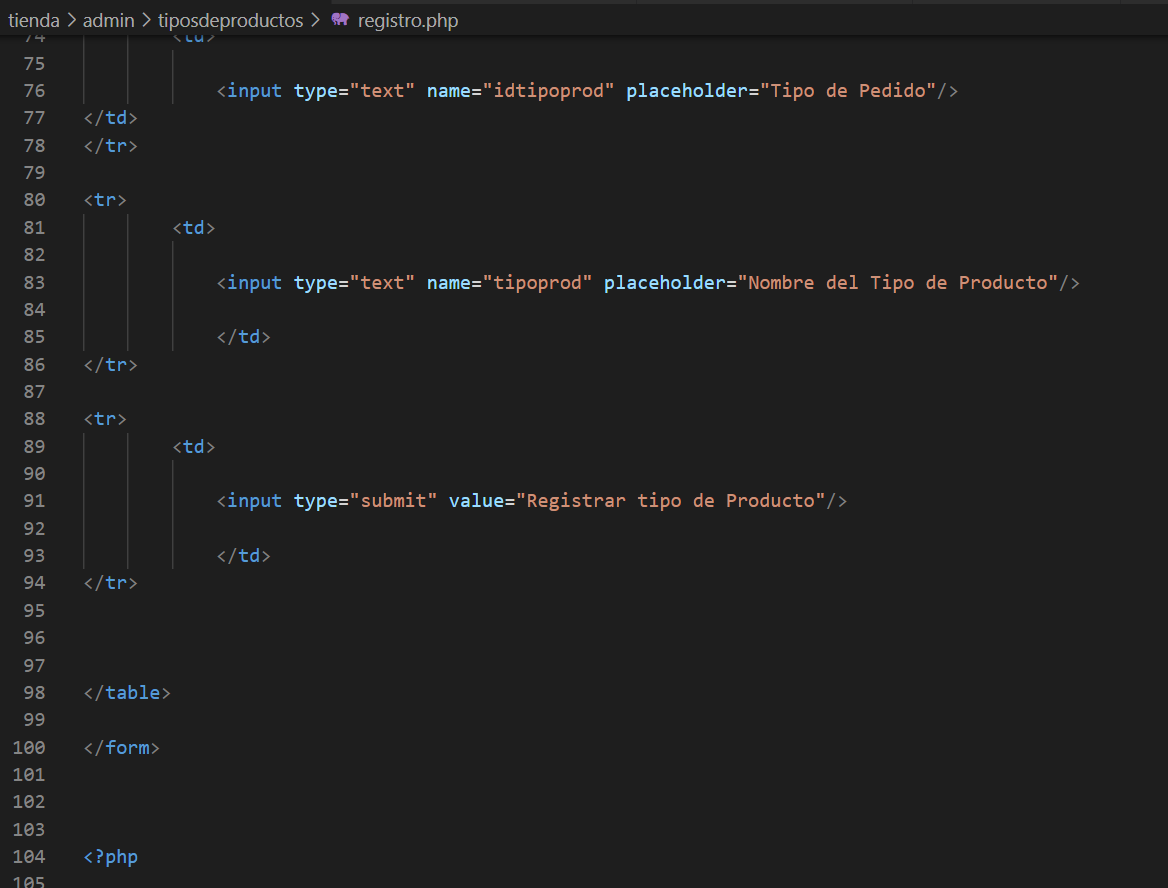 tienda > admin > tiposdeproductos > registro.php
74 <td>
75
76 <input type="text" name="idtipoprod" placeholder="Tipo de Pedido"/>
77 </td>
78 </tr>
79
80 <tr>
81 <td>
82
83 <input type="text" name="tipoprod" placeholder="Nombre del Tipo de Producto"/>
84
85 </td>
86 </tr>
87
88 <tr>
89 <td>
90
91 <input type="submit" value="Registrar tipo de Producto"/>
92
93 </td>
94 </tr>
95
96
97
98 </table>
99
100 </form>
101
102
103
104 <?php
105